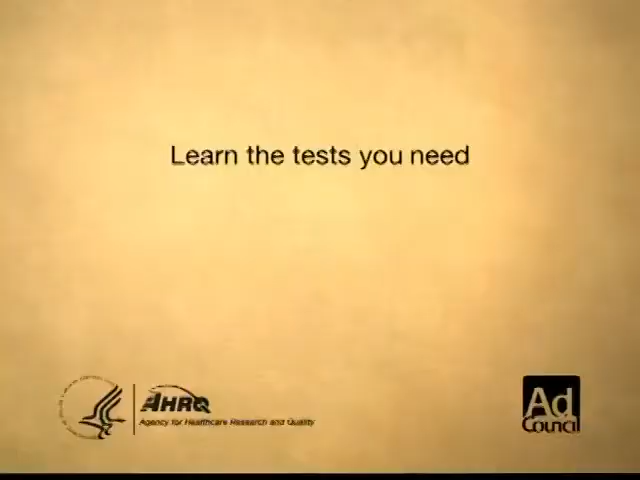 Learn the tests you need
AHRQ
Agency for Healthcare Research and Quality
Ad
Council